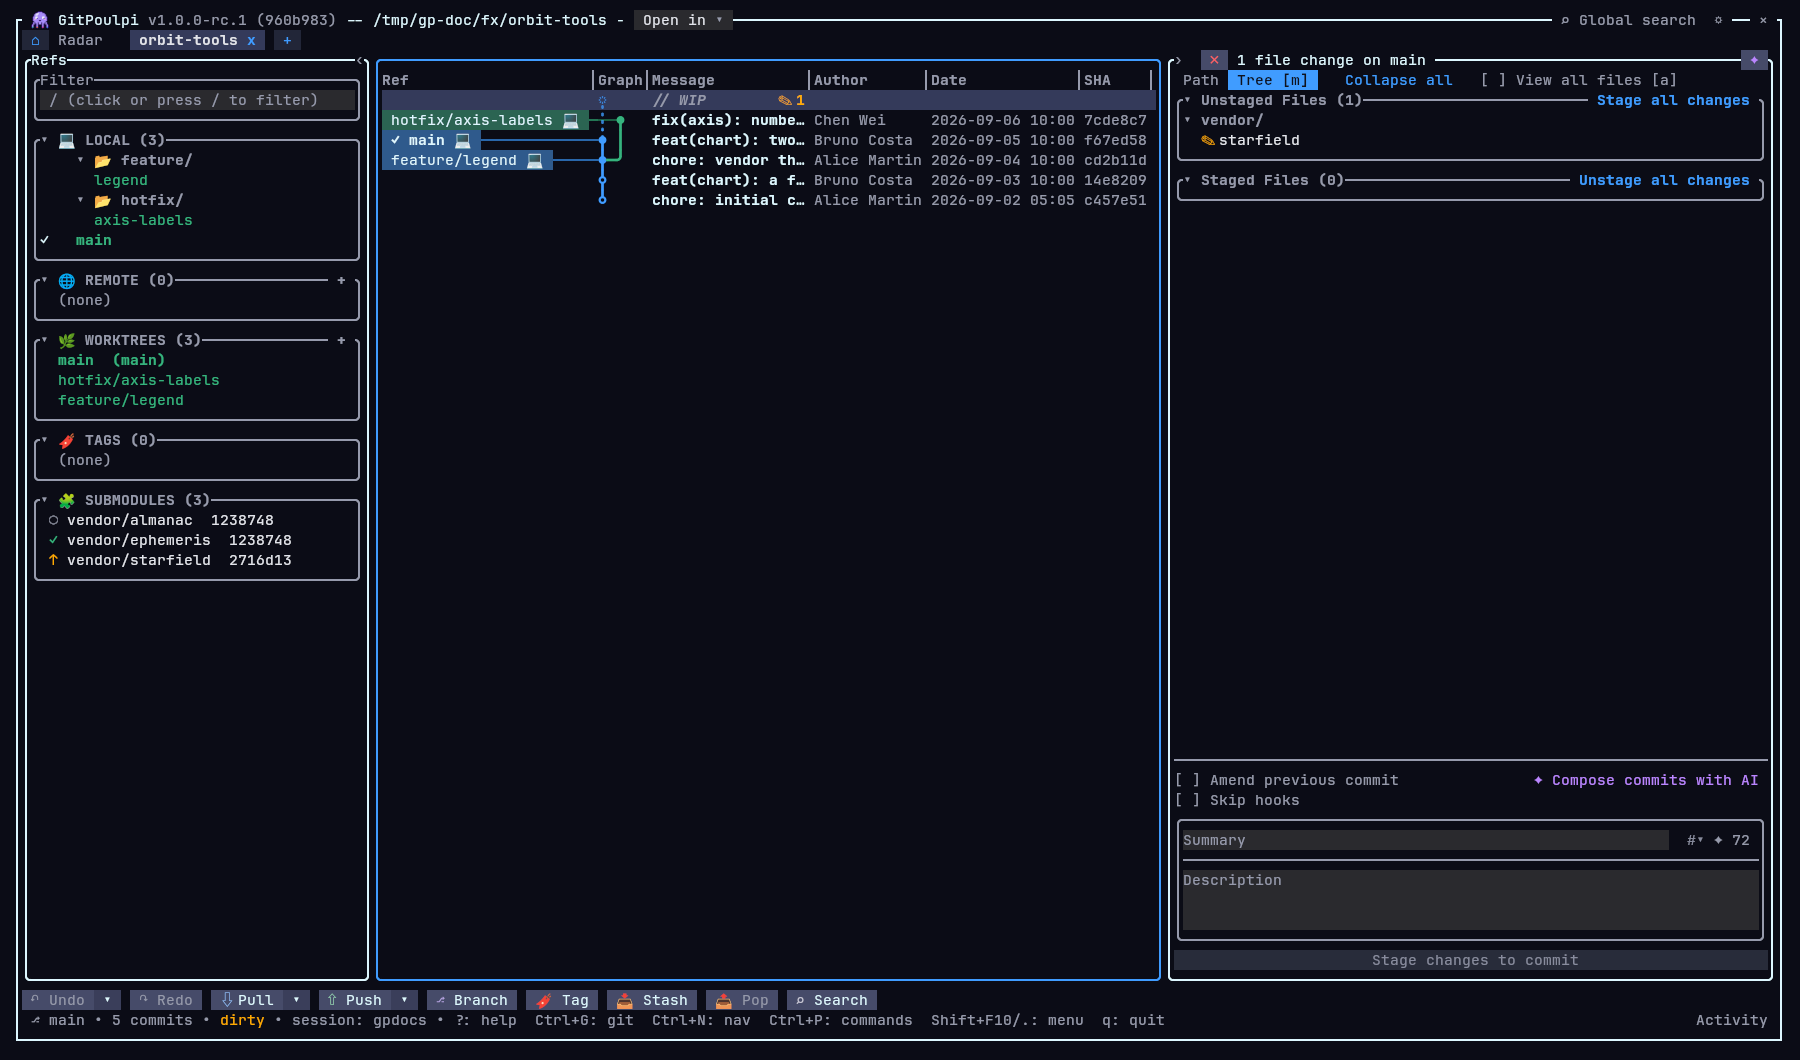 GitPoulpi v1.0.0-rc.1 (960b983) —— /tmp/gp-doc/fx/orbit-tools - Open in ▾ ⌕ Global search ⚙ ×
⌂ Radar orbit-tools x +
Refs ‹
Filter
/ (click or press / to filter)
▾ 💻 LOCAL (3)
▾ 📂 feature/
legend
▾ 📂 hotfix/
axis-labels
✓ main
▾ 🌐 REMOTE (0) +
(none)
▾ 🌿 WORKTREES (3) +
main (main)
hotfix/axis-labels
feature/legend
▾ TAGS (0)
(none)
▾ 🧩 SUBMODULES (3)
○ vendor/almanac 1238748
✓ vendor/ephemeris 1238748
↑ vendor/starfield 2716d13
Ref Graph Message Author Date SHA
// WIP ✎ 1
hotfix/axis-labels 💻 fix(axis): numbe… Chen Wei 2026-09-06 10:00 7cde8c7
✓ main 💻 feat(chart): two… Bruno Costa 2026-09-05 10:00 f67ed58
feature/legend 💻 chore: vendor th… Alice Martin 2026-09-04 10:00 cd2b11d
feat(chart): a f… Bruno Costa 2026-09-03 10:00 14e8209
chore: initial c… Alice Martin 2026-09-02 05:05 c457e51
› ✕ 1 file change on main ✦
Path Tree [m] Collapse all [ ] View all files [a]
▾ Unstaged Files (1) Stage all changes
▾ vendor/
✎ starfield
▾ Staged Files (0) Unstage all changes
[ ] Amend previous commit ✦ Compose commits with AI
[ ] Skip hooks
Summary #▾ ✦ 72
Description
Stage changes to commit
↶ Undo ▾ ↷ Redo ⇩ Pull ▾ ⇧ Push ▾ ⎇ Branch Tag 📤 Stash 📤 Pop ⌕ Search
⎇ main • 5 commits • dirty • session: gpdocs • ?: help Ctrl+G: git Ctrl+N: nav Ctrl+P: commands Shift+F10/.: menu q: quit Activity